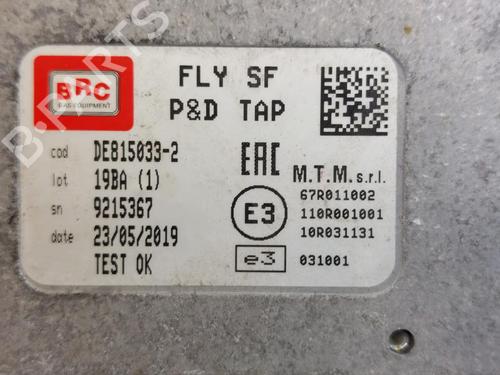 BRC
GAS EQUIPMENT
FLY SF
P&D TAP
cod DE815033-2
lot 19BA (1)
sn 9215367
date 23/05/2019
TEST OK
EAC
M.T.M. s.r.l.
E3
67R011002
110R001001
10R031131
e3 031001
B-PARTS